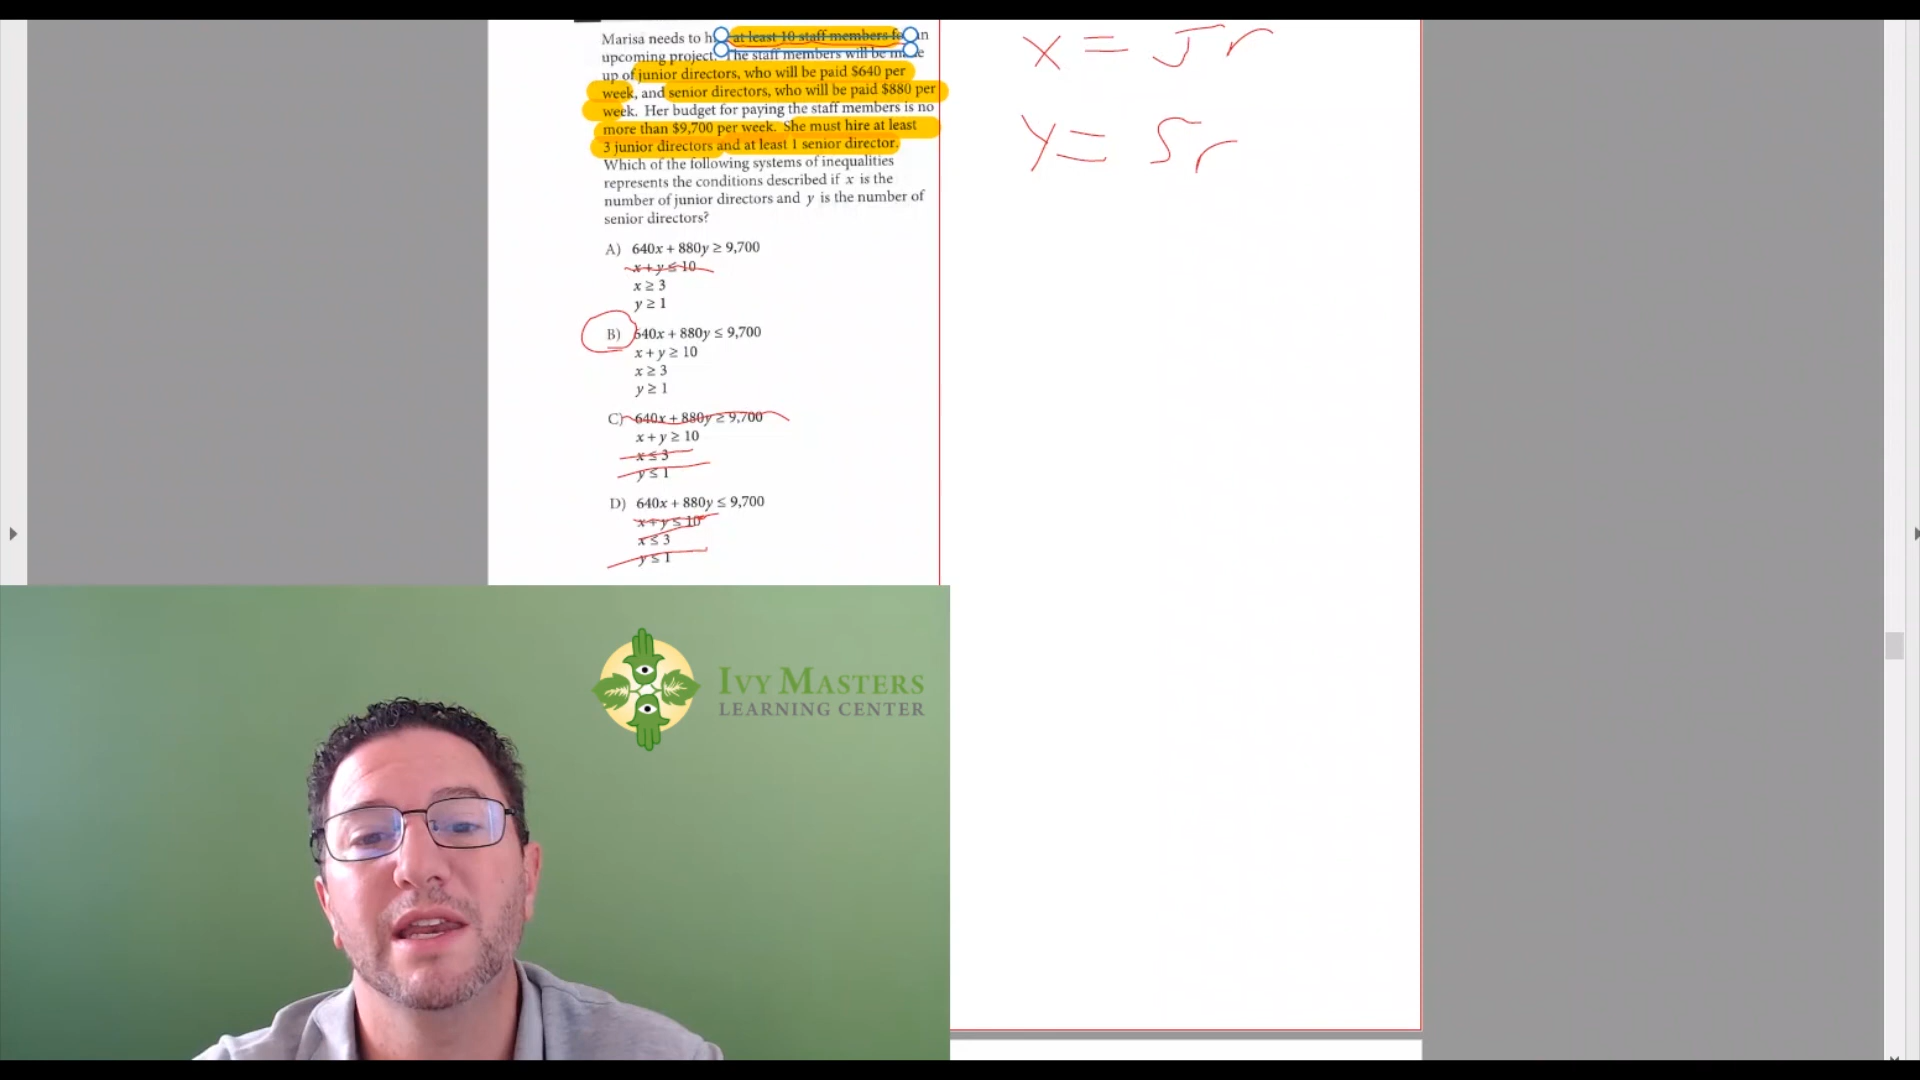 Marisa needs to h at least 10 staff members f an
upcoming project. The staff members will be made
up of junior directors, who will be paid $640 per
week, and senior directors, who will be paid $880 per
week. Her budget for paying the staff members is no
more than $9,700 per week. She must hire at least
3 junior directors and at least 1 senior director.
Which of the following systems of inequalities
represents the conditions described if x is the
number of junior directors and y is the number of
senior directors?
A) 640x + 880y ≥ 9,700
x + y ≤ 10
x ≥ 3
y ≥ 1
B) 640x + 880y ≤ 9,700
x + y ≥ 10
x ≥ 3
y ≥ 1
C) 640x + 880y ≥ 9,700
x + y ≥ 10
x ≤ 3
y ≤ 1
D) 640x + 880y ≤ 9,700
x + y ≤ 10
x ≤ 3
y ≤ 1
x = Jr
y = Sr
IVY MASTERS
LEARNING CENTER